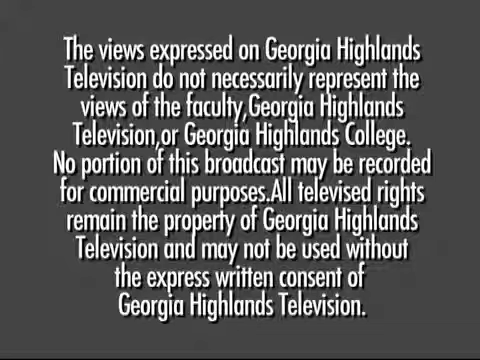 The views expressed on Georgia Highlands
Television do not necessarily represent the
views of the faculty,Georgia Highlands
Television,or Georgia Highlands College.
No portion of this broadcast may be recorded
for commercial purposes.All televised rights
remain the property of Georgia Highlands
Television and may not be used without
the express written consent of
Georgia Highlands Television.